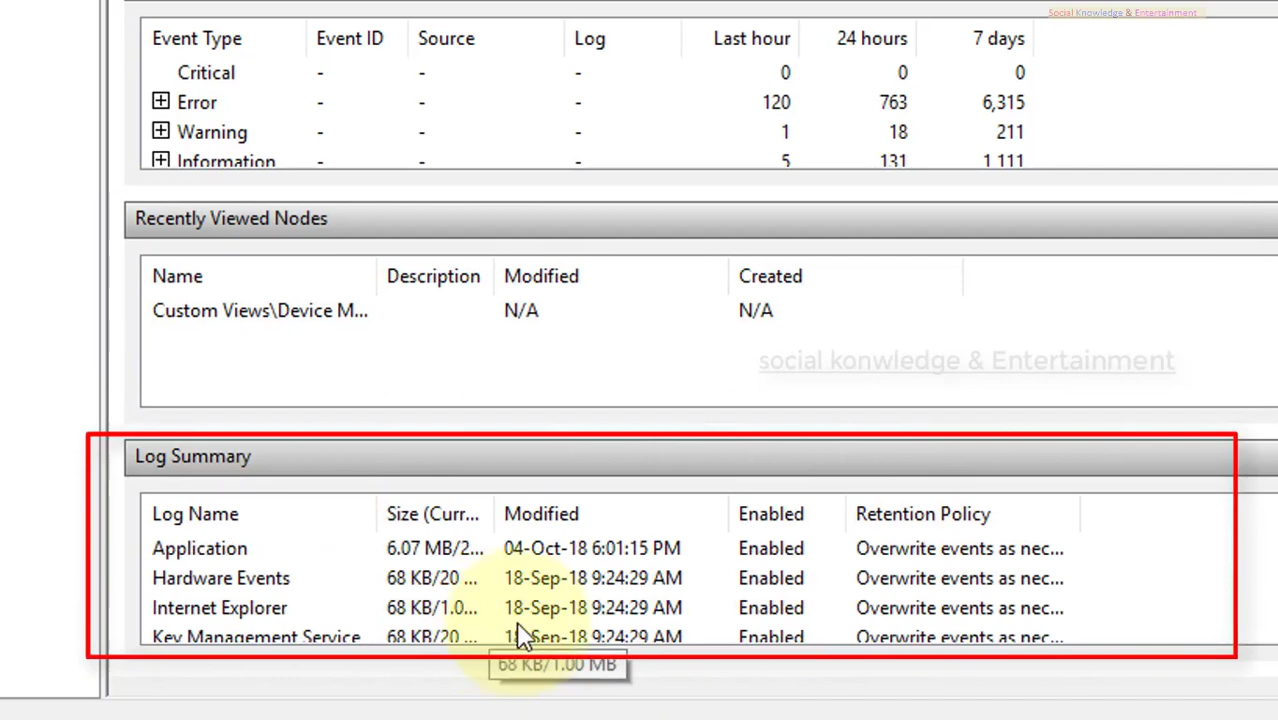 Social Knowledge & Entertainment
Event Type Event ID Source Log Last hour 24 hours 7 days
Critical - - - 0 0 0
Error - - - 120 763 6,315
Warning - - - 1 18 211
Information - - - 5 131 1,111
Recently Viewed Nodes
Name Description Modified Created
Custom Views\Device M... N/A N/A
social konwledge & Entertainment
Log Summary
Log Name Size (Curr... Modified Enabled Retention Policy
Application 6.07 MB/2... 04-Oct-18 6:01:15 PM Enabled Overwrite events as nec...
Hardware Events 68 KB/20 ... 18-Sep-18 9:24:29 AM Enabled Overwrite events as nec...
Internet Explorer 68 KB/1.0... 18-Sep-18 9:24:29 AM Enabled Overwrite events as nec...
Key Management Service 68 KB/20 ... 18-Sep-18 9:24:29 AM Enabled Overwrite events as nec...
68 KB/1.00 MB